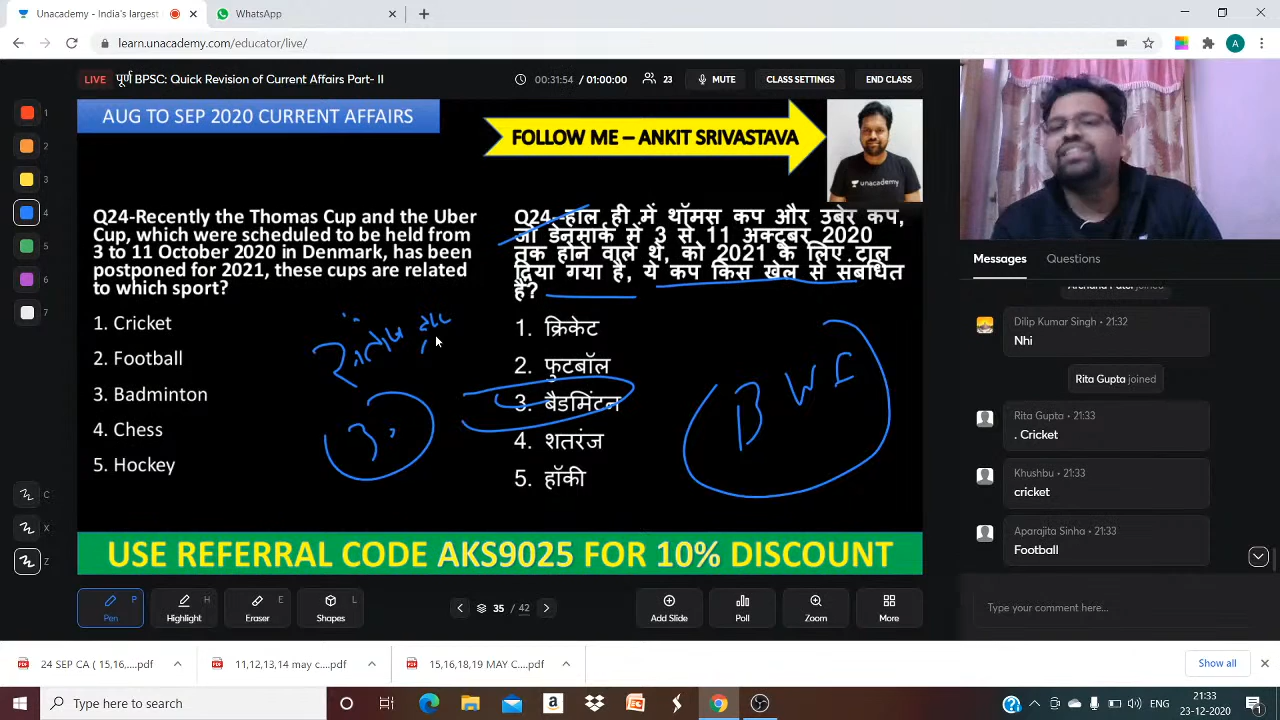 Unacademy - India's largest
WhatsApp
learn.unacademy.com/educator/live/
A
LIVE पूर्ण BPSC: Quick Revision of Current Affairs Part- II
00:31:54 / 01:00:00
23
MUTE
CLASS SETTINGS
END CLASS
AUG TO SEP 2020 CURRENT AFFAIRS
FOLLOW ME – ANKIT SRIVASTAVA
unacademy
1
2
3
4
5
6
7
C
X
Z
Q24-Recently the Thomas Cup and the Uber
Cup, which were scheduled to be held from
3 to 11 October 2020 in Denmark, has been
postponed for 2021, these cups are related
to which sport?
1. Cricket
2. Football
3. Badminton
4. Chess
5. Hockey
3.
Q24--हाल ही में थॉमस कप और उबेर कप,
जो डेनमार्क में 3 से 11 अक्टूबर 2020
तक होने वाले थे, को 2021 के लिए टाल
दिया गया है, ये कप किस खेल से संबंधित
है?
1. क्रिकेट
2. फुटबॉल
3. बैडमिंटन
4. शतरंज
5. हॉकी
BWF
USE REFERRAL CODE AKS9025 FOR 10% DISCOUNT
Pen P
Highlight H
Eraser E
Shapes L
35 / 42
Add Slide
Poll
Zoom
More
Messages
Questions
joined
Dilip Kumar Singh • 21:32
Nhi
Rita Gupta joined
Rita Gupta • 21:33
. Cricket
Khushbu • 21:33
cricket
Aparajita Sinha • 21:33
Football
Type your comment here...
24 SEP CA ( 15,16,....pdf
11,12,13,14 may c....pdf
15,16,18,19 MAY C....pdf
Show all
Type here to search
21:33
23-12-2020